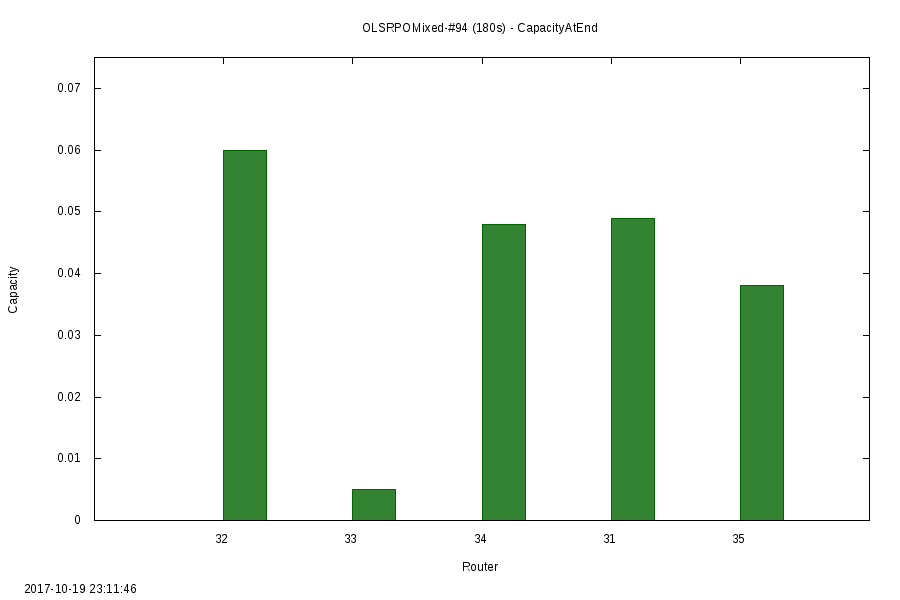 OLSRPOMixed-#94 (180s) - CapacityAtEnd
0.07
0.06
0.05
0.04
0.03
0.02
0.01
0
Capacity
32 33 34 31 35
Router
2017-10-19 23:11:46